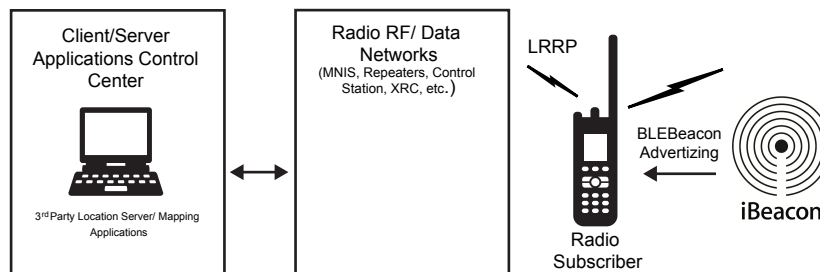 Client/Server
Applications Control
Center
3rd Party Location Server/ Mapping
Applications
Radio RF/ Data
Networks
(MNIS, Repeaters, Control
Station, XRC, etc.)
LRRP
Radio
Subscriber
BLEBeacon
Advertizing
iBeacon